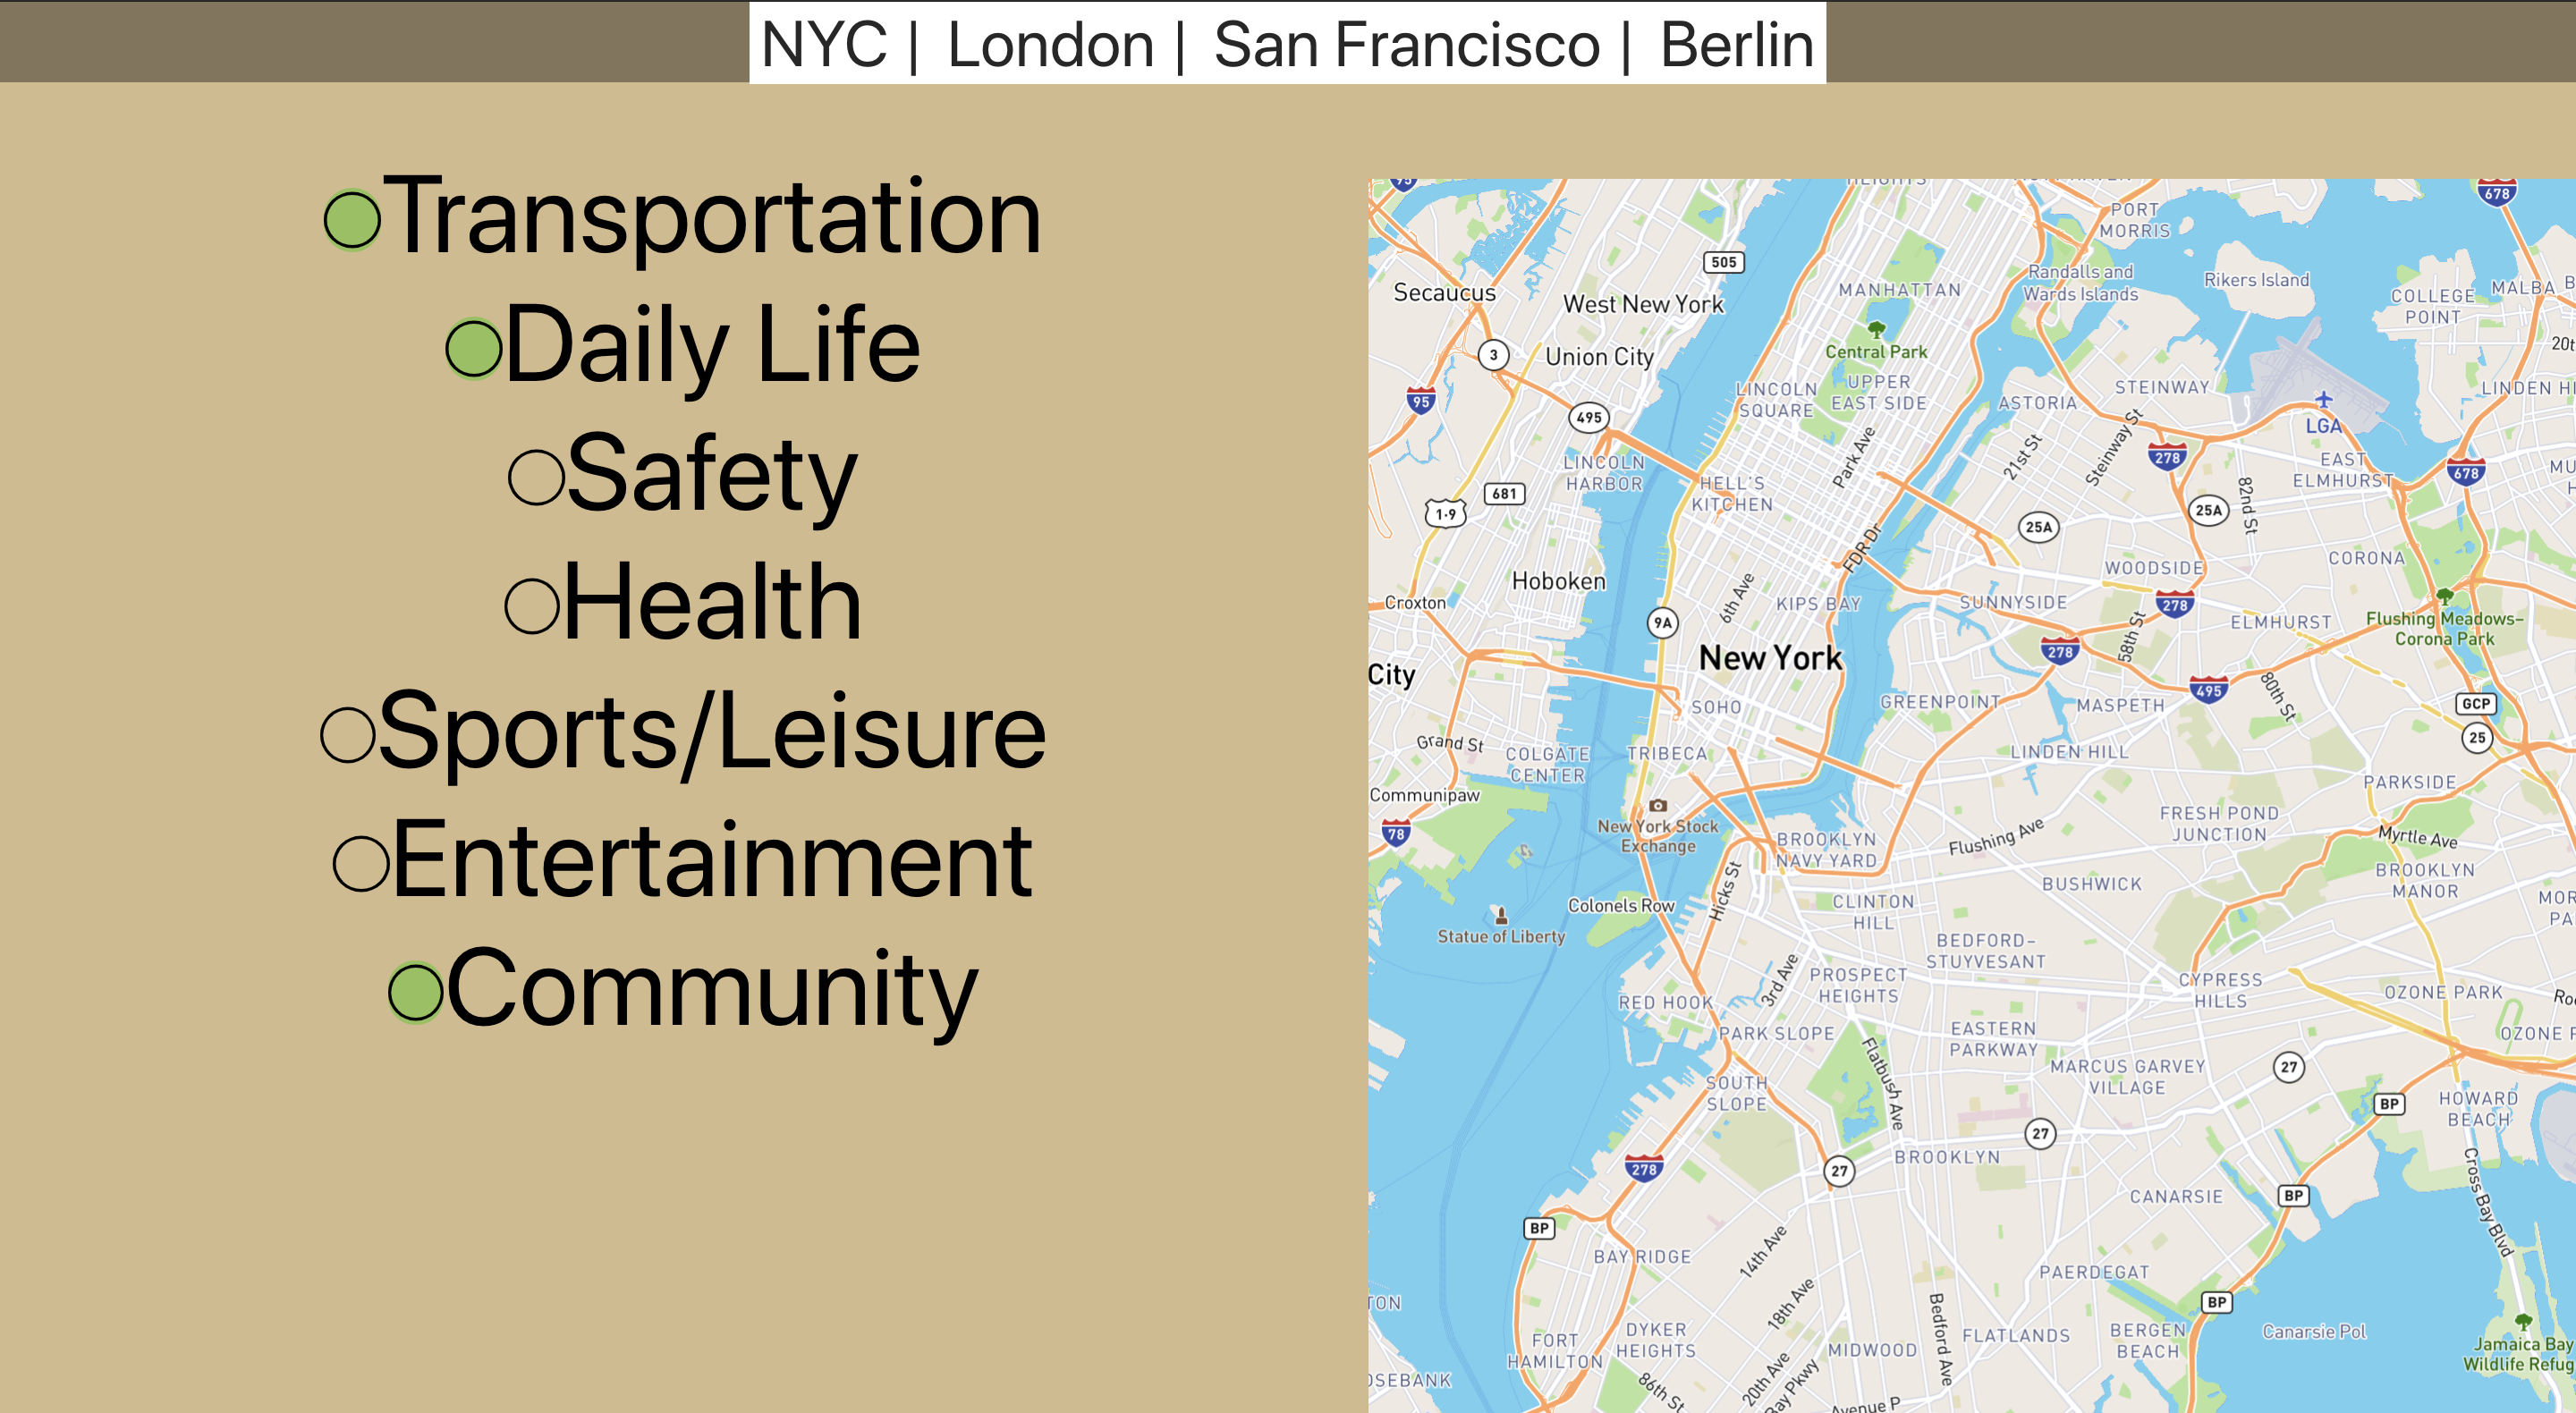 NYC | London | San Francisco | Berlin
Transportation
Daily Life
Safety
Health
Sports/Leisure
Entertainment
Community
HEIGHTS
95
678
PORT
MORRIS
505
Secaucus
West New York
MANHATTAN
Randalls and
Wards Islands
Rikers Island
COLLEGE
POINT
MALBA
Union City
3
Central Park
20t
95
495
LINCOLN
SQUARE
UPPER
EAST SIDE
ASTORIA
STEINWAY
LINDEN HI
LGA
Park Ave
21st St
Steinway St
278
EAST
ELMHURST
678
LINCOLN
HARBOR
HELL'S
KITCHEN
681
1-9
25A
25A
82nd St
FDR Dr
WOODSIDE
CORONA
Hoboken
Croxton
6th Ave
KIPS BAY
SUNNYSIDE
278
ELMHURST
Flushing Meadows–
Corona Park
9A
New York
278
58th St
City
495
80th St
SOHO
GREENPOINT
MASPETH
GCP
25
Grand St
COLGATE
CENTER
TRIBECA
LINDEN HILL
PARKSIDE
Communipaw
78
New York Stock
Exchange
FRESH POND
JUNCTION
BROOKLYN
NAVY YARD
Flushing Ave
Myrtle Ave
BROOKLYN
MANOR
BUSHWICK
Hicks St
Colonels Row
CLINTON
HILL
Statue of Liberty
BEDFORD–
STUYVESANT
3rd Ave
PROSPECT
HEIGHTS
CYPRESS
HILLS
OZONE PARK
RED HOOK
PARK SLOPE
EASTERN
PARKWAY
OZONE P
Flatbush Ave
MARCUS GARVEY
VILLAGE
27
SOUTH
SLOPE
BP
HOWARD
BEACH
27
278
27
BROOKLYN
CANARSIE
BP
Cross Bay Blvd
BP
BAY RIDGE
14th Ave
PAERDEGAT
18th Ave
Bedford Ave
BP
TON
FORT
HAMILTON
DYKER
HEIGHTS
MIDWOOD
FLATLANDS
BERGEN
BEACH
Canarsie Pol
Jamaica Bay
Wildlife Refug
OSEBANK
86th St
20th Ave
Bay Pkwy
Avenue P